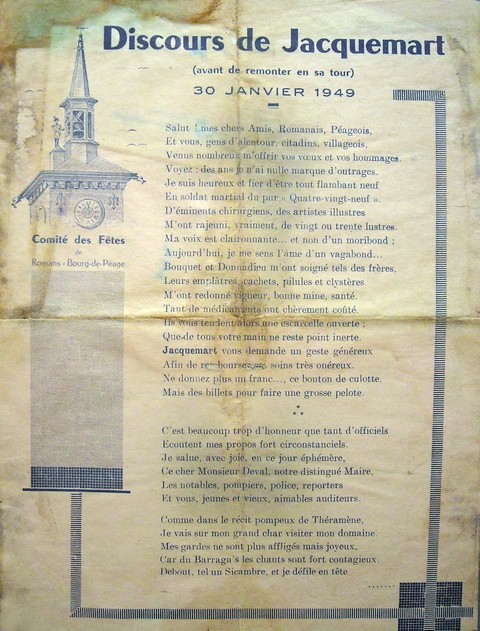 Discours de Jacquemart
(avant de remonter en sa tour)
30 JANVIER 1949
Comité des Fêtes
de
Romans - Bourg-de-Péage
Salut ! mes chers Amis, Romanais, Péageois,
Et vous, gens d'alentour, citadins, villageois,
Venus nombreux m'offrir vos vœux et vos hommages.
Voyez : des ans je n'ai nulle marque d'outrages.
Je suis heureux et fier d'être tout flambant neuf
En soldat martial du pur « Quatre-vingt-neuf ».
D'éminents chirurgiens, des artistes illustres
M'ont rajeuni, vraiment, de vingt ou trente lustres.
Ma voix est claironnante... et non d'un moribond ;
Aujourd'hui, je me sens l'âme d'un vagabond...
Bouquet et Donnadieu m'ont soigné tels des frères,
Leurs emplâtres, cachets, pilules et clystères
M'ont redonné vigueur, bonne mine, santé.
Tant de médicaments ont chèrement coûté.
Ils vous tendent alors une escarcelle ouverte ;
Que de tous votre main ne reste point inerte.
Jacquemart vous demande un geste généreux
Afin de rembourser ses soins très onéreux.
Ne donnez plus un franc..., ce bouton de culotte,
Mais des billets pour faire une grosse pelote.
C'est beaucoup trop d'honneur que tant d'officiels
Ecoutent mes propos fort circonstanciels.
Je salue, avec joie, en ce jour éphémère,
Ce cher Monsieur Deval, notre distingué Maire,
Les notables, pompiers, police, reporters
Et vous, jeunes et vieux, aimables auditeurs.
Comme dans le récit pompeux de Théramène,
Je vais sur mon grand char visiter mon domaine.
Mes gardes ne sont plus affligés mais joyeux,
Car du Barragn's les chants sont fort contagieux
Debout, tel un Sicambre, et je défile en tête
.......